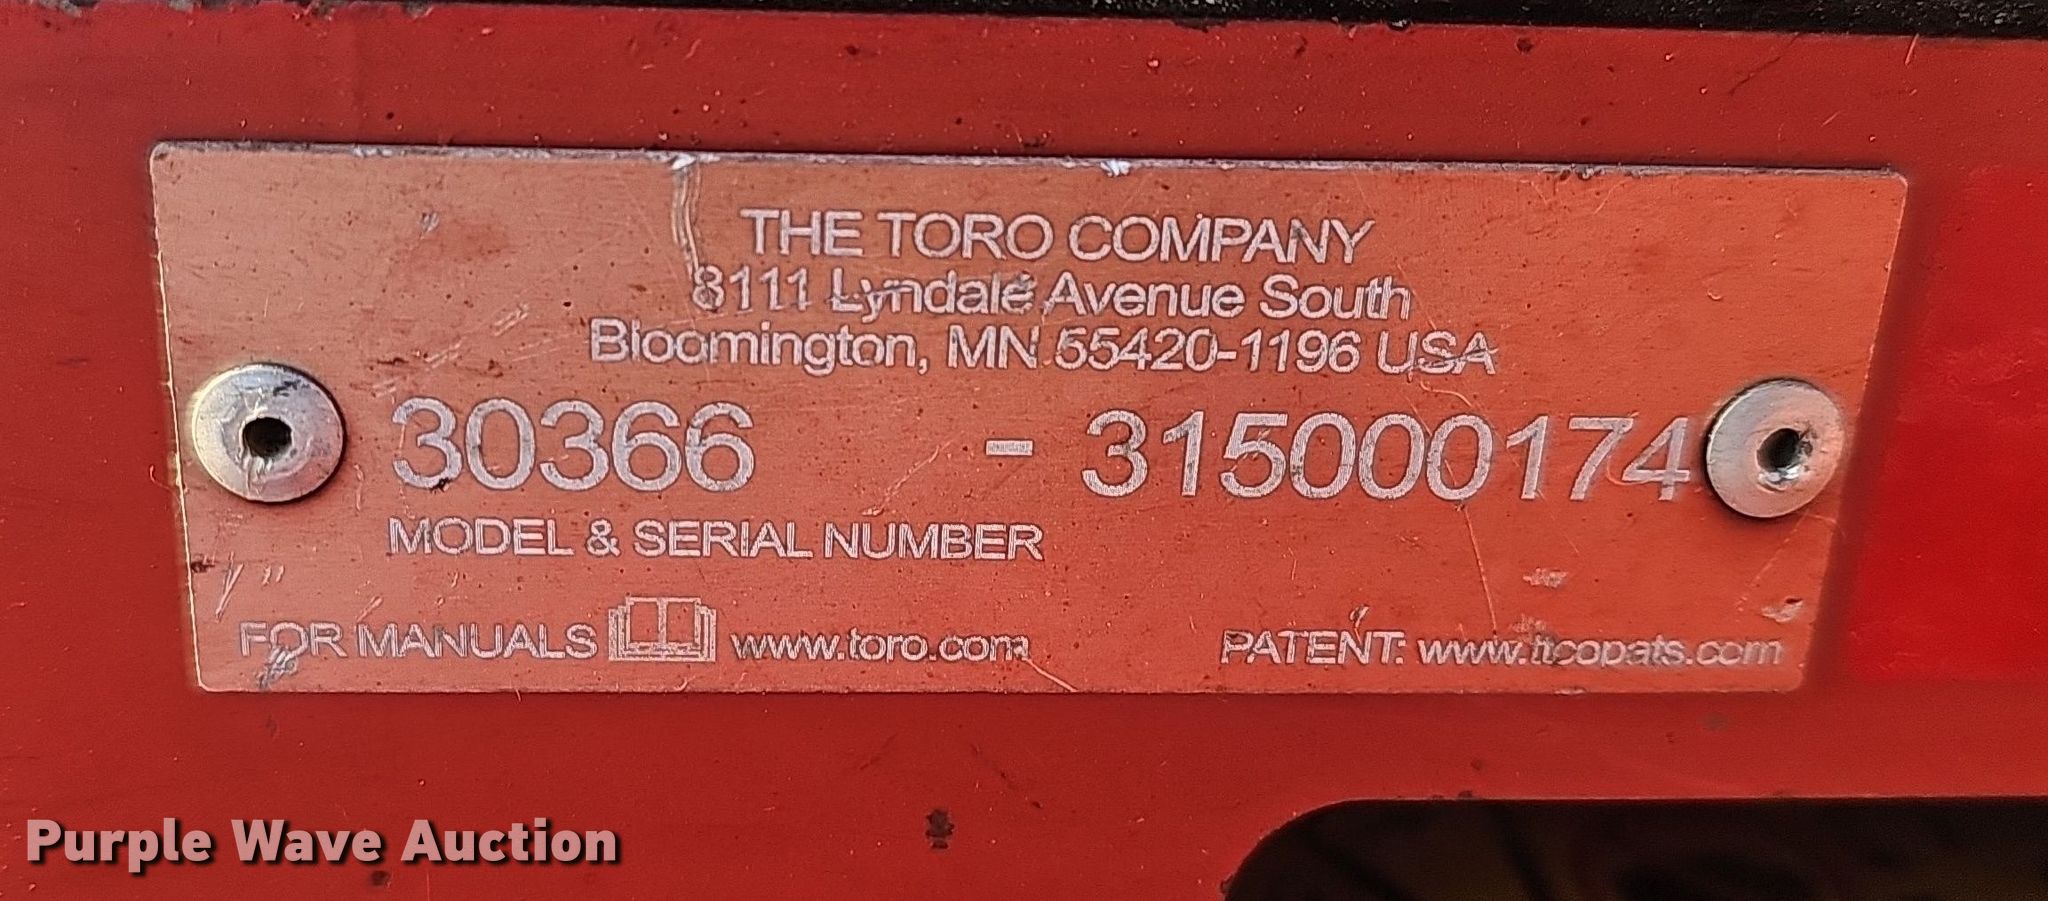 THE TORO COMPANY
8111 Lyndale Avenue South
Bloomington, MN 55420-1196 USA
30366 - 315000174
MODEL & SERIAL NUMBER
FOR MANUALS www.toro.com PATENT: www.ttcopats.com
Purple Wave Auction